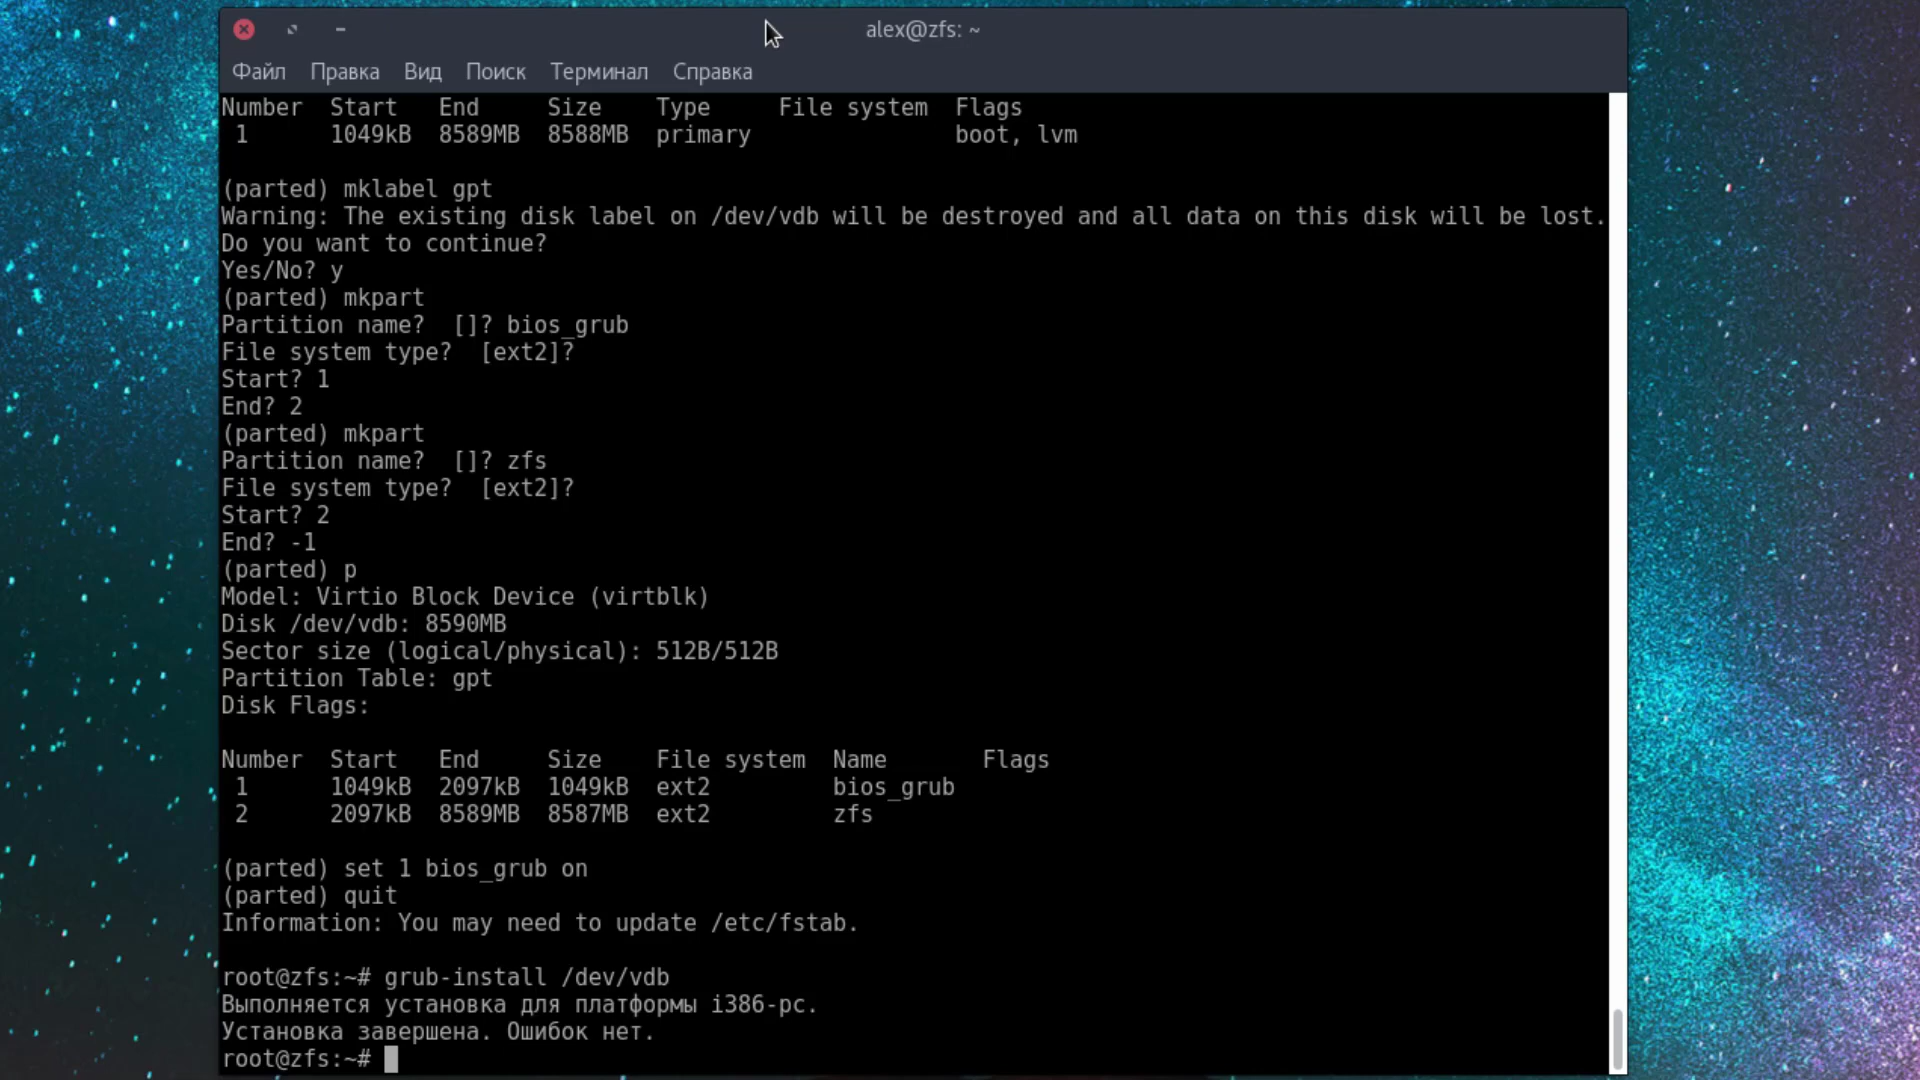 alex@zfs: ~
Файл Правка Вид Поиск Терминал Справка
Number  Start   End     Size    Type     File system  Flags
 1      1049kB  8589MB  8588MB  primary               boot, lvm
(parted) mklabel gpt
Warning: The existing disk label on /dev/vdb will be destroyed and all data on this disk will be lost.
Do you want to continue?
Yes/No? y
(parted) mkpart
Partition name?  []? bios_grub
File system type?  [ext2]?
Start? 1
End? 2
(parted) mkpart
Partition name?  []? zfs
File system type?  [ext2]?
Start? 2
End? -1
(parted) p
Model: Virtio Block Device (virtblk)
Disk /dev/vdb: 8590MB
Sector size (logical/physical): 512B/512B
Partition Table: gpt
Disk Flags:
Number  Start   End     Size    File system  Name       Flags
 1      1049kB  2097kB  1049kB  ext2         bios_grub
 2      2097kB  8589MB  8587MB  ext2         zfs
(parted) set 1 bios_grub on
(parted) quit
Information: You may need to update /etc/fstab.
root@zfs:~# grub-install /dev/vdb
Выполняется установка для платформы i386-pc.
Установка завершена. Ошибок нет.
root@zfs:~#